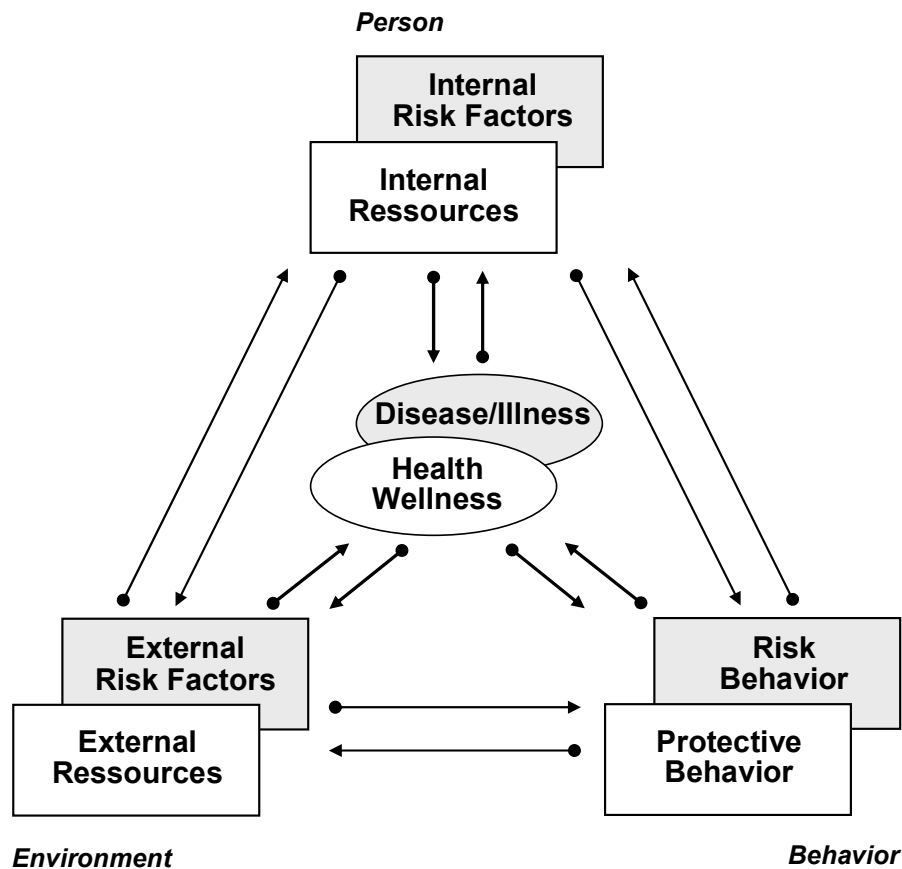 Person
Internal
Risk Factors
Internal
Ressources
Disease/Illness
Health
Wellness
External
Risk Factors
External
Ressources
Risk
Behavior
Protective
Behavior
Environment
Behavior